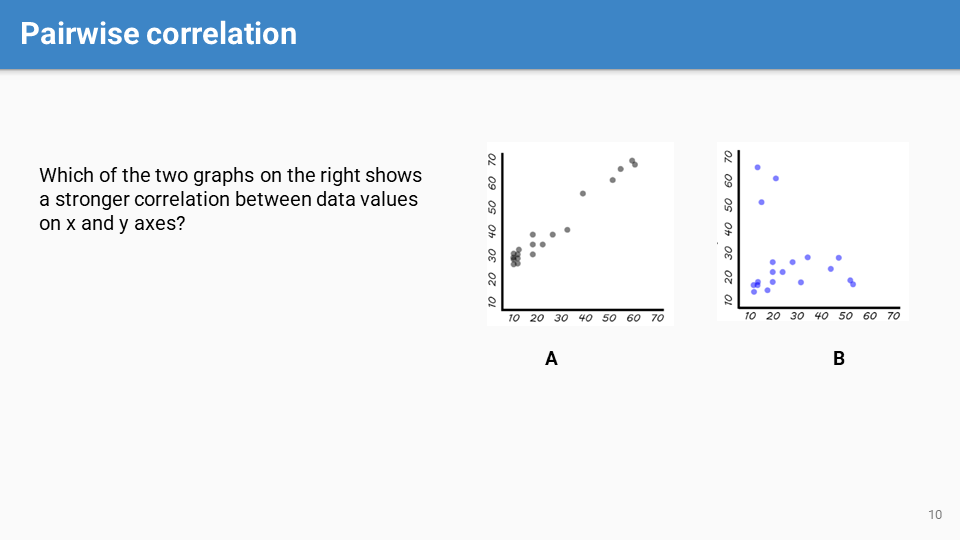 Pairwise correlation
Which of the two graphs on the right shows
a stronger correlation between data values
on x and y axes?
70
60
50
40
30
20
10
10 20 30 40 50 60 70
A
70
60
50
40
30
20
10
10 20 30 40 50 60 70
B
10